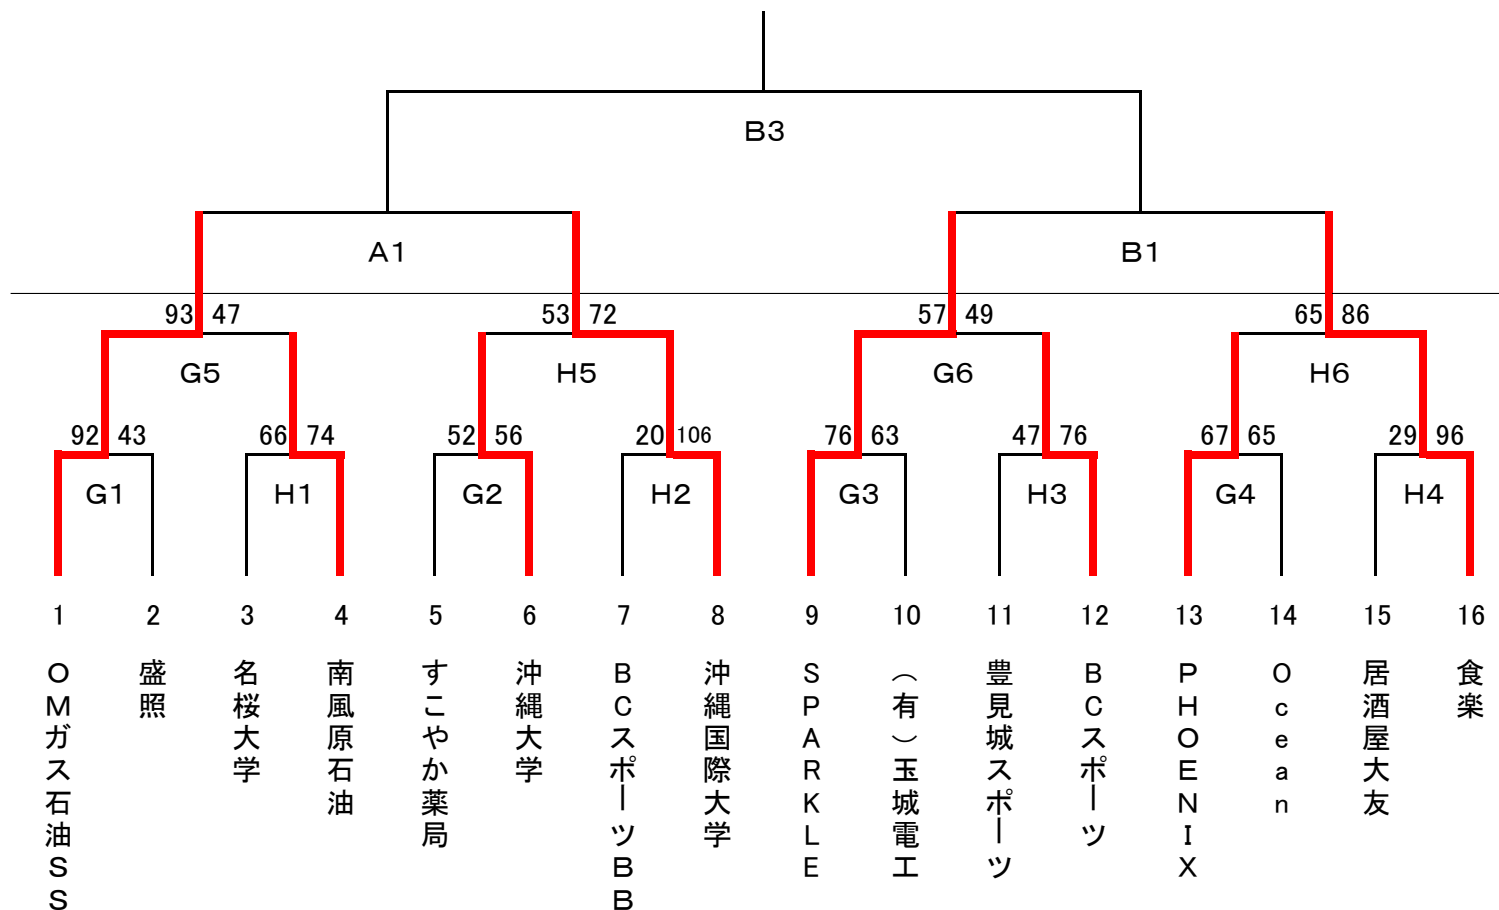 B3
A1 B1
93 47 53 72 57 49 65 86
G5 H5 G6 H6
92 43 66 74 52 56 20 106 76 63 47 76 67 65 29 96
G1 H1 G2 H2 G3 H3 G4 H4
1 2 3 4 5 6 7 8 9 10 11 12 13 14 15 16
OMガス石油SS
盛照
名桜大学
南風原石油
すこやか薬局
沖縄大学
BCスポーツBB
沖縄国際大学
SPARKLE
（有）玉城電工
豊見城スポーツ
BCスポーツ
PHOENIX
Ocean
居酒屋大友
食楽